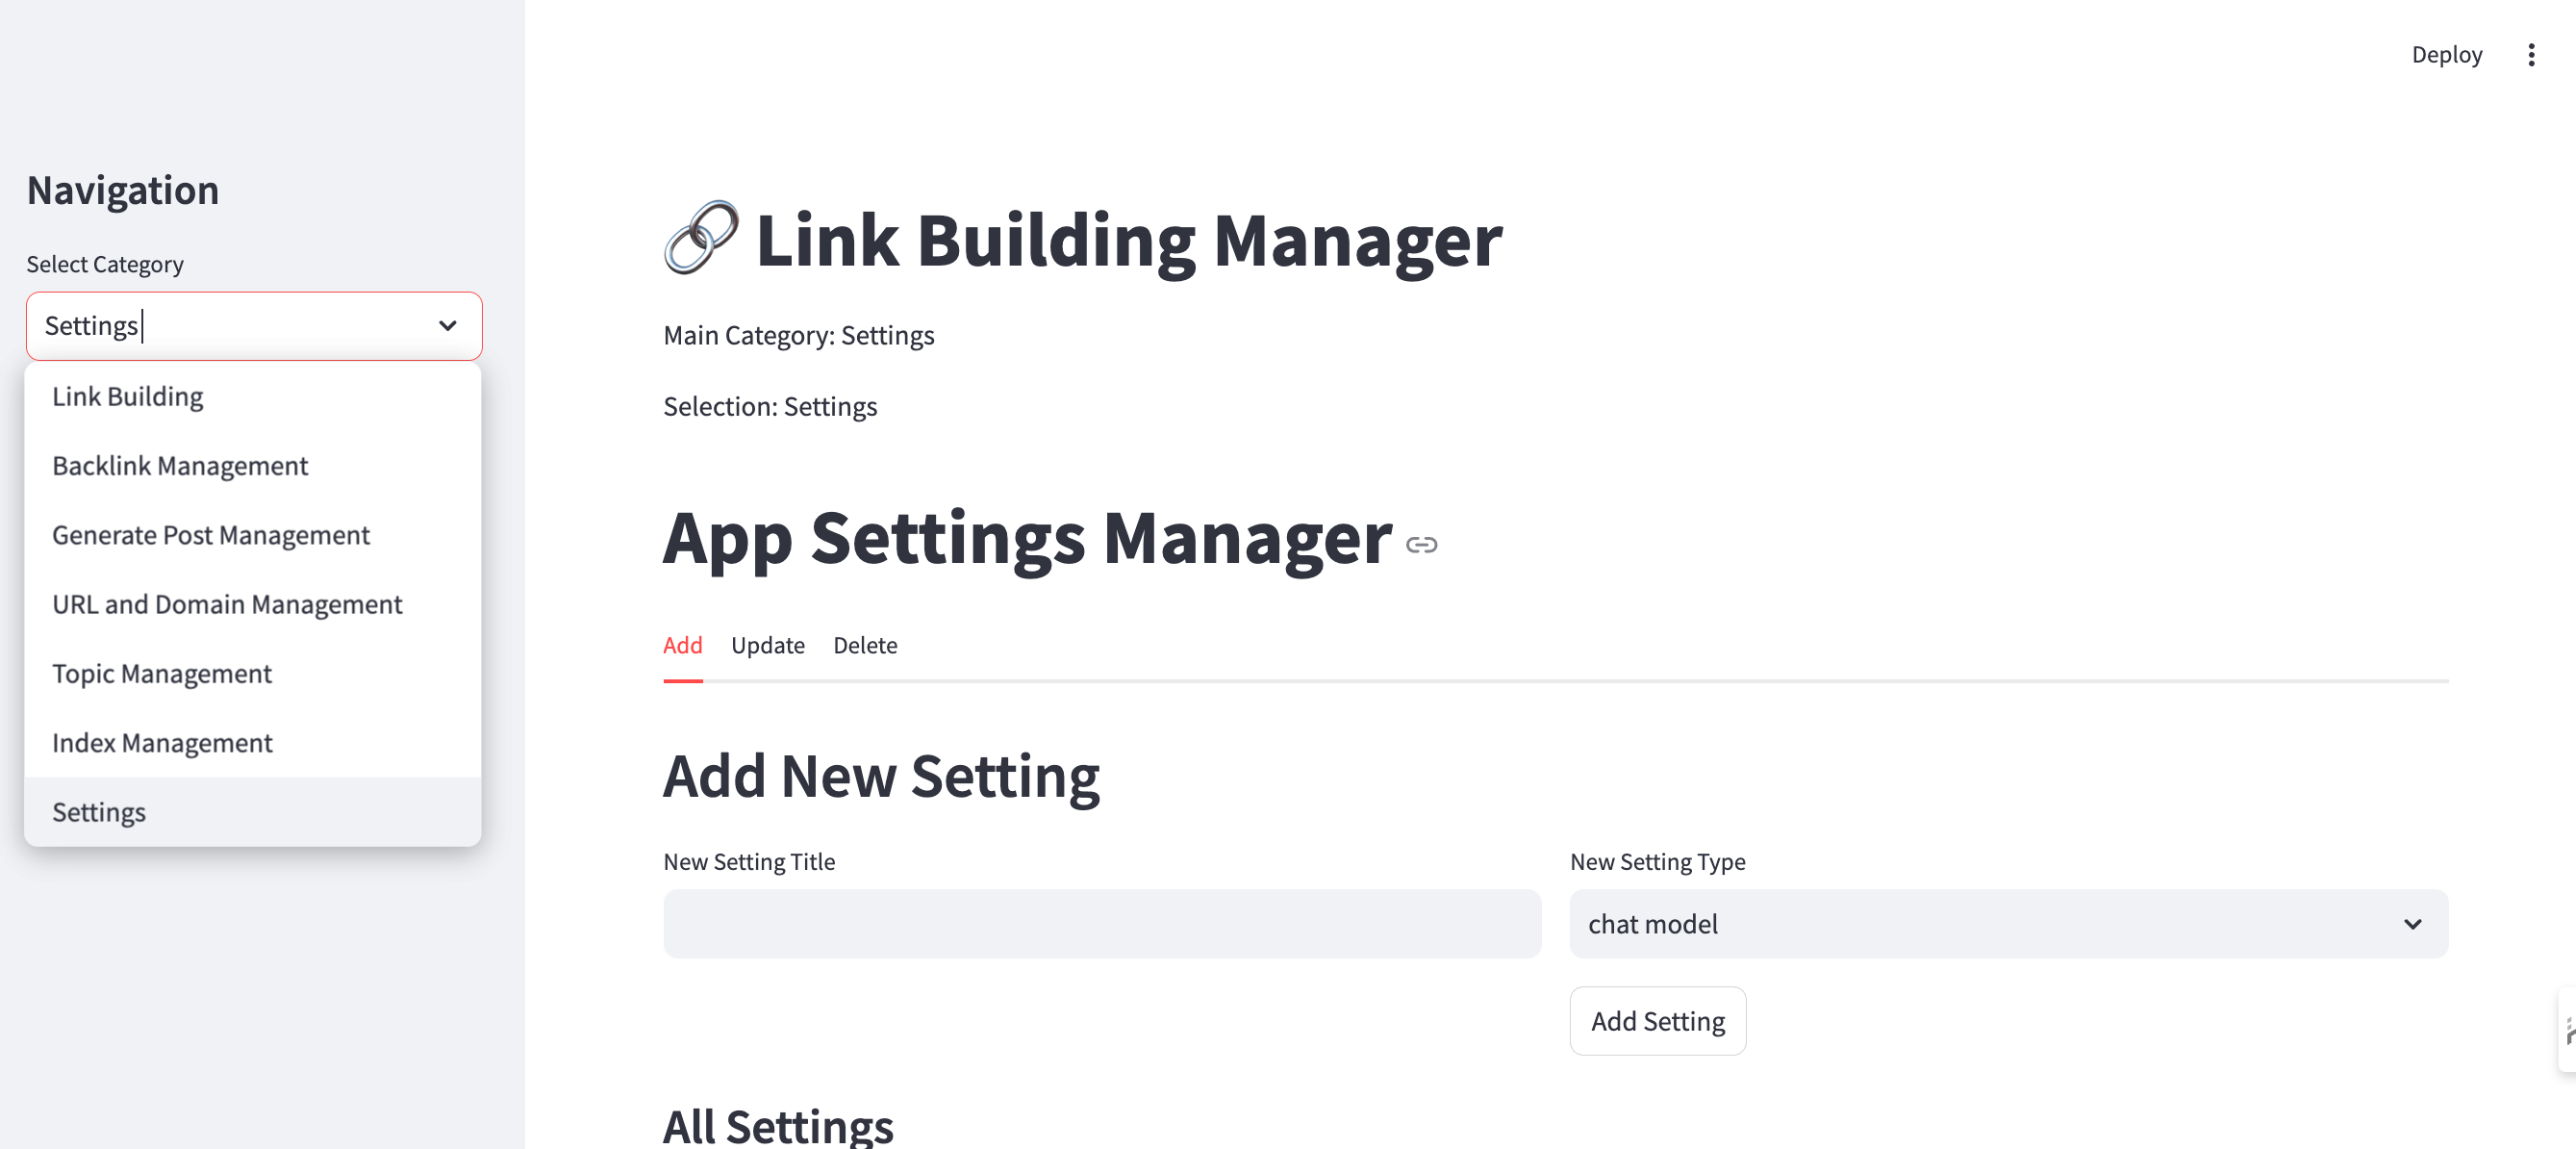 Deploy
Navigation
Select Category
Settings
Link Building
Backlink Management
Generate Post Management
URL and Domain Management
Topic Management
Index Management
Settings
Link Building Manager
Main Category: Settings
Selection: Settings
App Settings Manager
Add Update Delete
Add New Setting
New Setting Title
New Setting Type
chat model
Add Setting
All Settings